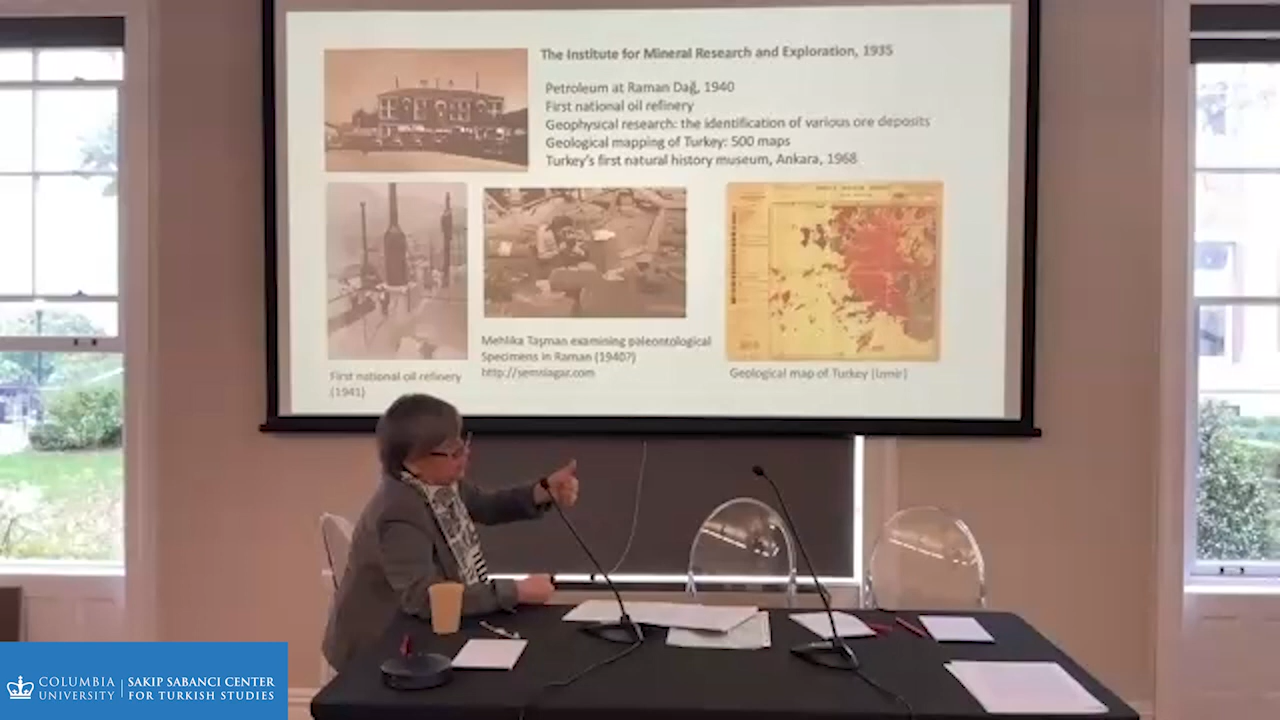 The Institute for Mineral Research and Exploration, 1935
Petroleum at Raman Dağ, 1940
First national oil refinery
Geophysical research: the identification of various ore deposits
Geological mapping of Turkey: 500 maps
Turkey's first natural history museum, Ankara, 1968
First national oil refinery
(1941)
Mehlika Taşman examining paleontological
Specimens in Raman (1940?)
http://semsiagar.com
Geological map of Turkey (Izmir)
COLUMBIA
UNIVERSITY
SAKIP SABANCI CENTER
FOR TURKISH STUDIES